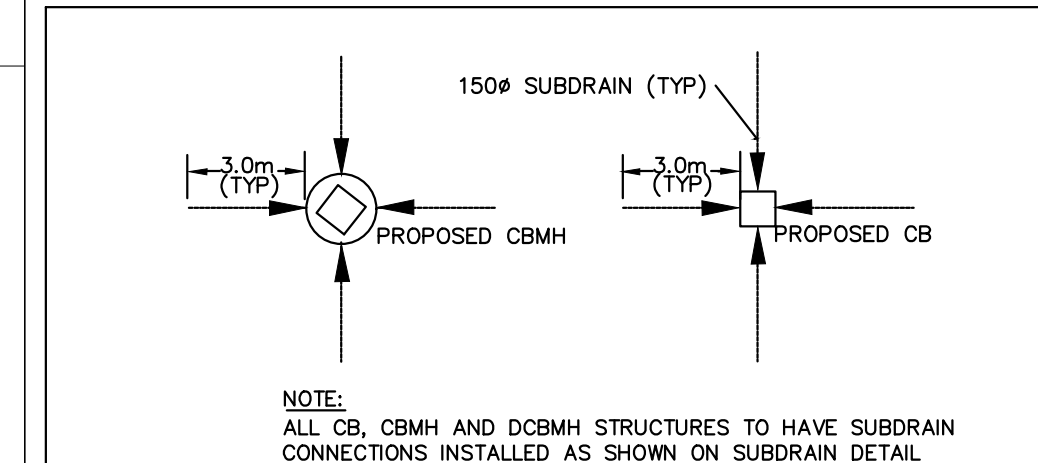 150ø SUBDRAIN (TYP)
3.0m
(TYP)
PROPOSED CBMH
3.0m
(TYP)
PROPOSED CB
NOTE:
ALL CB, CBMH AND DCBMH STRUCTURES TO HAVE SUBDRAIN
CONNECTIONS INSTALLED AS SHOWN ON SUBDRAIN DETAIL